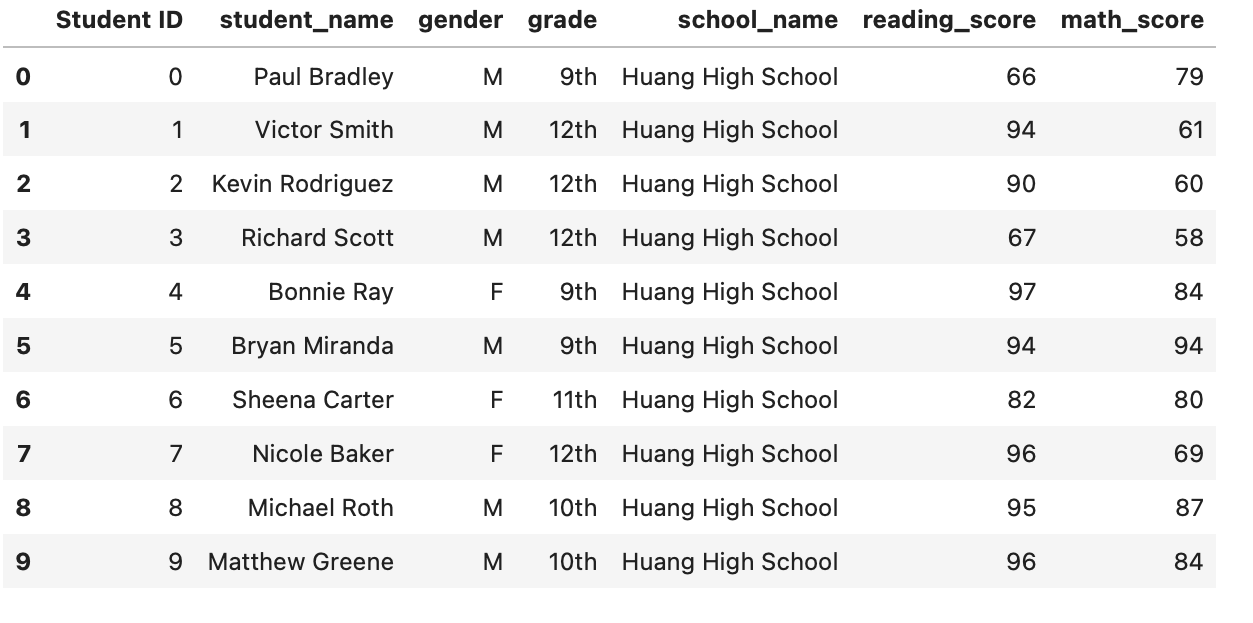 Student ID student_name gender grade school_name reading_score math_score
0 0 Paul Bradley M 9th Huang High School 66 79
1 1 Victor Smith M 12th Huang High School 94 61
2 2 Kevin Rodriguez M 12th Huang High School 90 60
3 3 Richard Scott M 12th Huang High School 67 58
4 4 Bonnie Ray F 9th Huang High School 97 84
5 5 Bryan Miranda M 9th Huang High School 94 94
6 6 Sheena Carter F 11th Huang High School 82 80
7 7 Nicole Baker F 12th Huang High School 96 69
8 8 Michael Roth M 10th Huang High School 95 87
9 9 Matthew Greene M 10th Huang High School 96 84